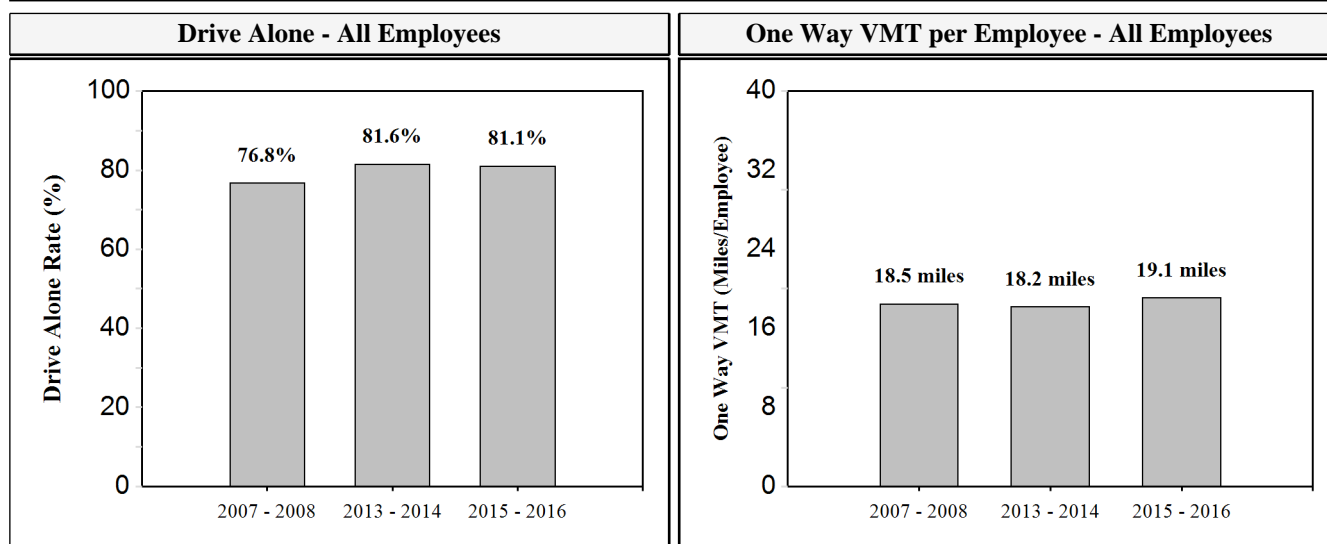 Drive Alone - All Employees
Drive Alone Rate (%)
100
80
60
40
20
0
76.8%
81.6%
81.1%
2007 - 2008
2013 - 2014
2015 - 2016
One Way VMT per Employee - All Employees
One Way VMT (Miles/Employee)
40
32
24
16
8
0
18.5 miles
18.2 miles
19.1 miles
2007 - 2008
2013 - 2014
2015 - 2016